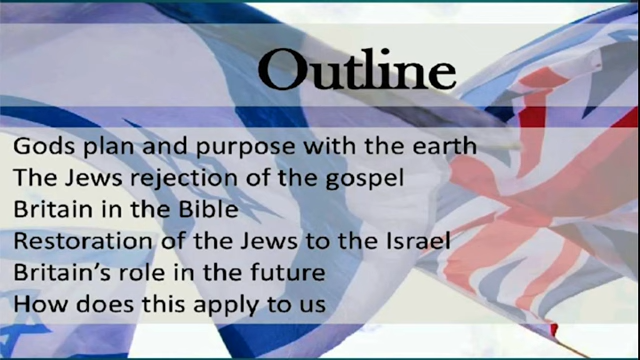 Outline
Gods plan and purpose with the earth
The Jews rejection of the gospel
Britain in the Bible
Restoration of the Jews to the Israel
Britain’s role in the future
How does this apply to us